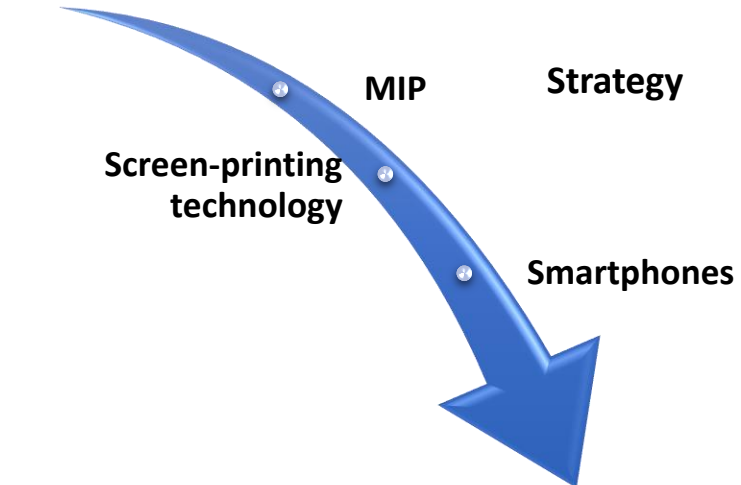 MIP
Strategy
Screen-printing
technology
Smartphones